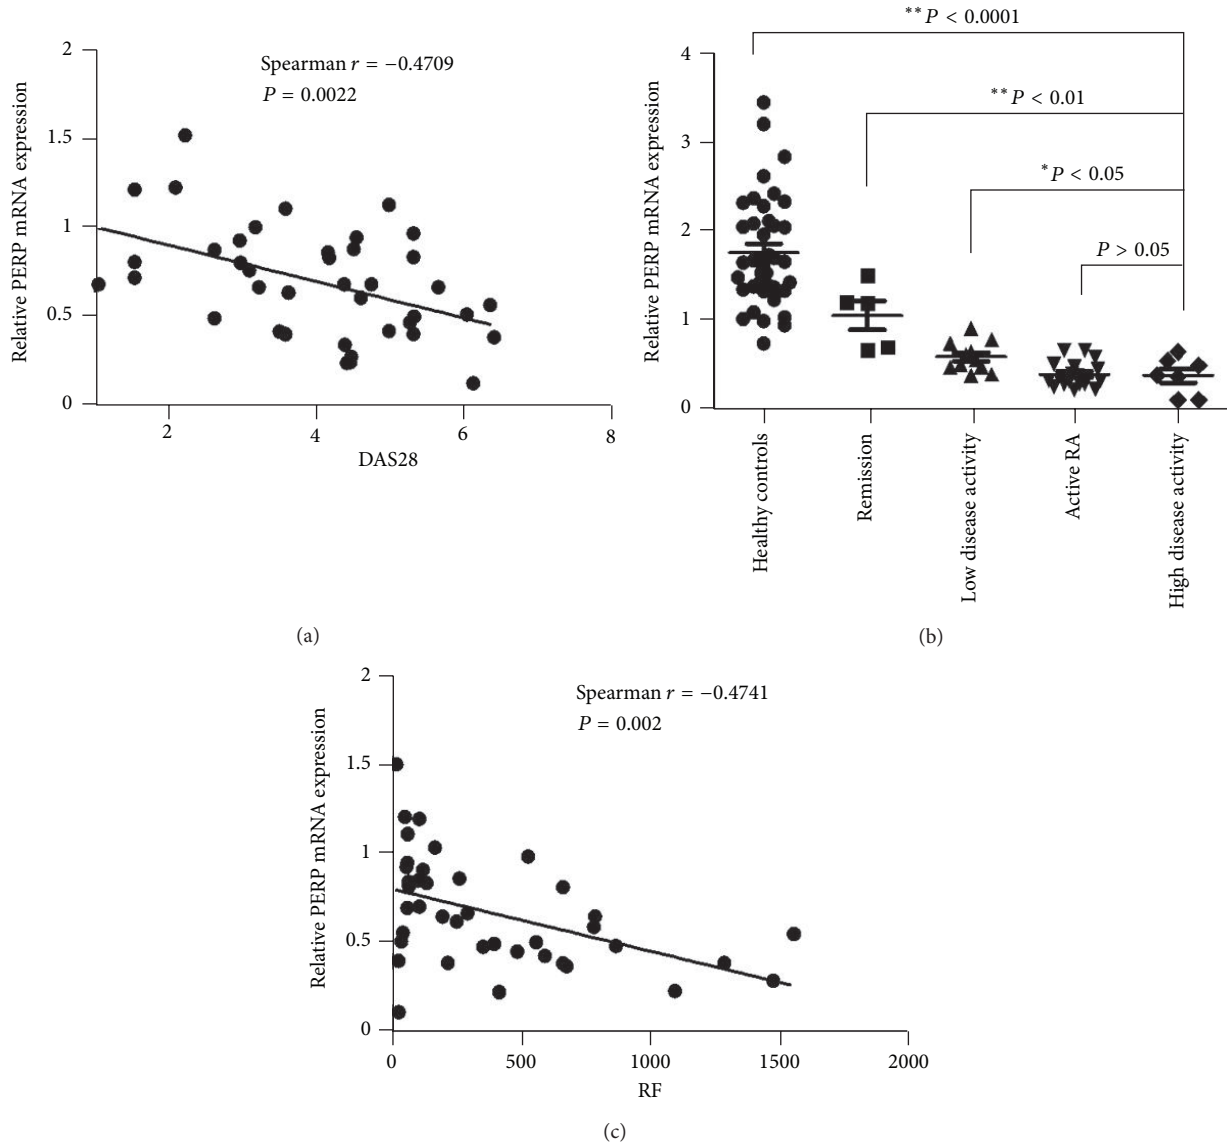 Spearman r = −0.4709
P = 0.0022
Relative PERP mRNA expression
2
1.5
1
0.5
0
2 4 6 8
DAS28
(a)
**P < 0.0001
**P < 0.01
*P < 0.05
P > 0.05
Relative PERP mRNA expression
4
3
2
1
0
Healthy controls
Remission
Low disease activity
Active RA
High disease activity
(b)
Spearman r = −0.4741
P = 0.002
Relative PERP mRNA expression
2
1.5
1
0.5
0
0 500 1000 1500 2000
RF
(c)